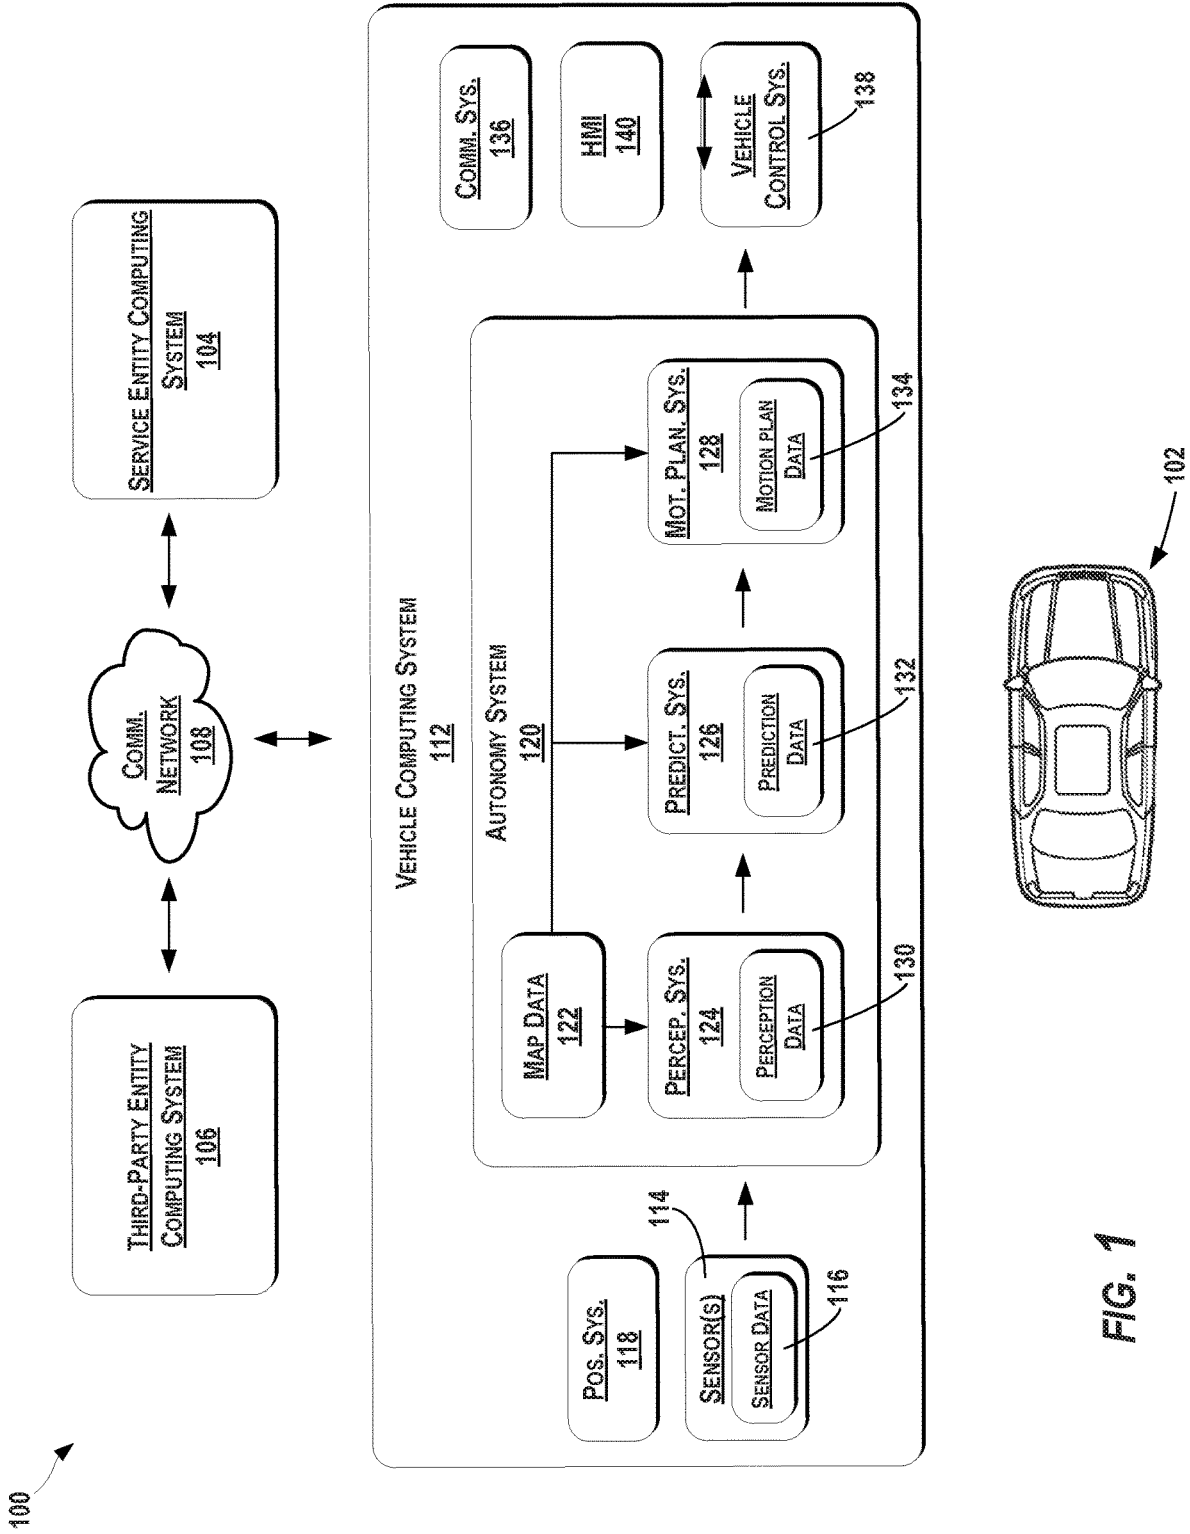 100
THIRD-PARTY ENTITY
COMPUTING SYSTEM
106
COMM.
NETWORK
108
SERVICE ENTITY COMPUTING
SYSTEM
104
VEHICLE COMPUTING SYSTEM
112
POS. SYS.
118
SENSOR(S)
114
SENSOR DATA
116
AUTONOMY SYSTEM
120
MAP DATA
122
PERCEP. SYS.
124
PERCEPTION
DATA
130
PREDICT. SYS.
126
PREDICTION
DATA
132
MOT. PLAN. SYS.
128
MOTION PLAN
DATA
134
COMM. SYS.
136
HMI
140
VEHICLE
CONTROL SYS.
138
102
FIG. 1